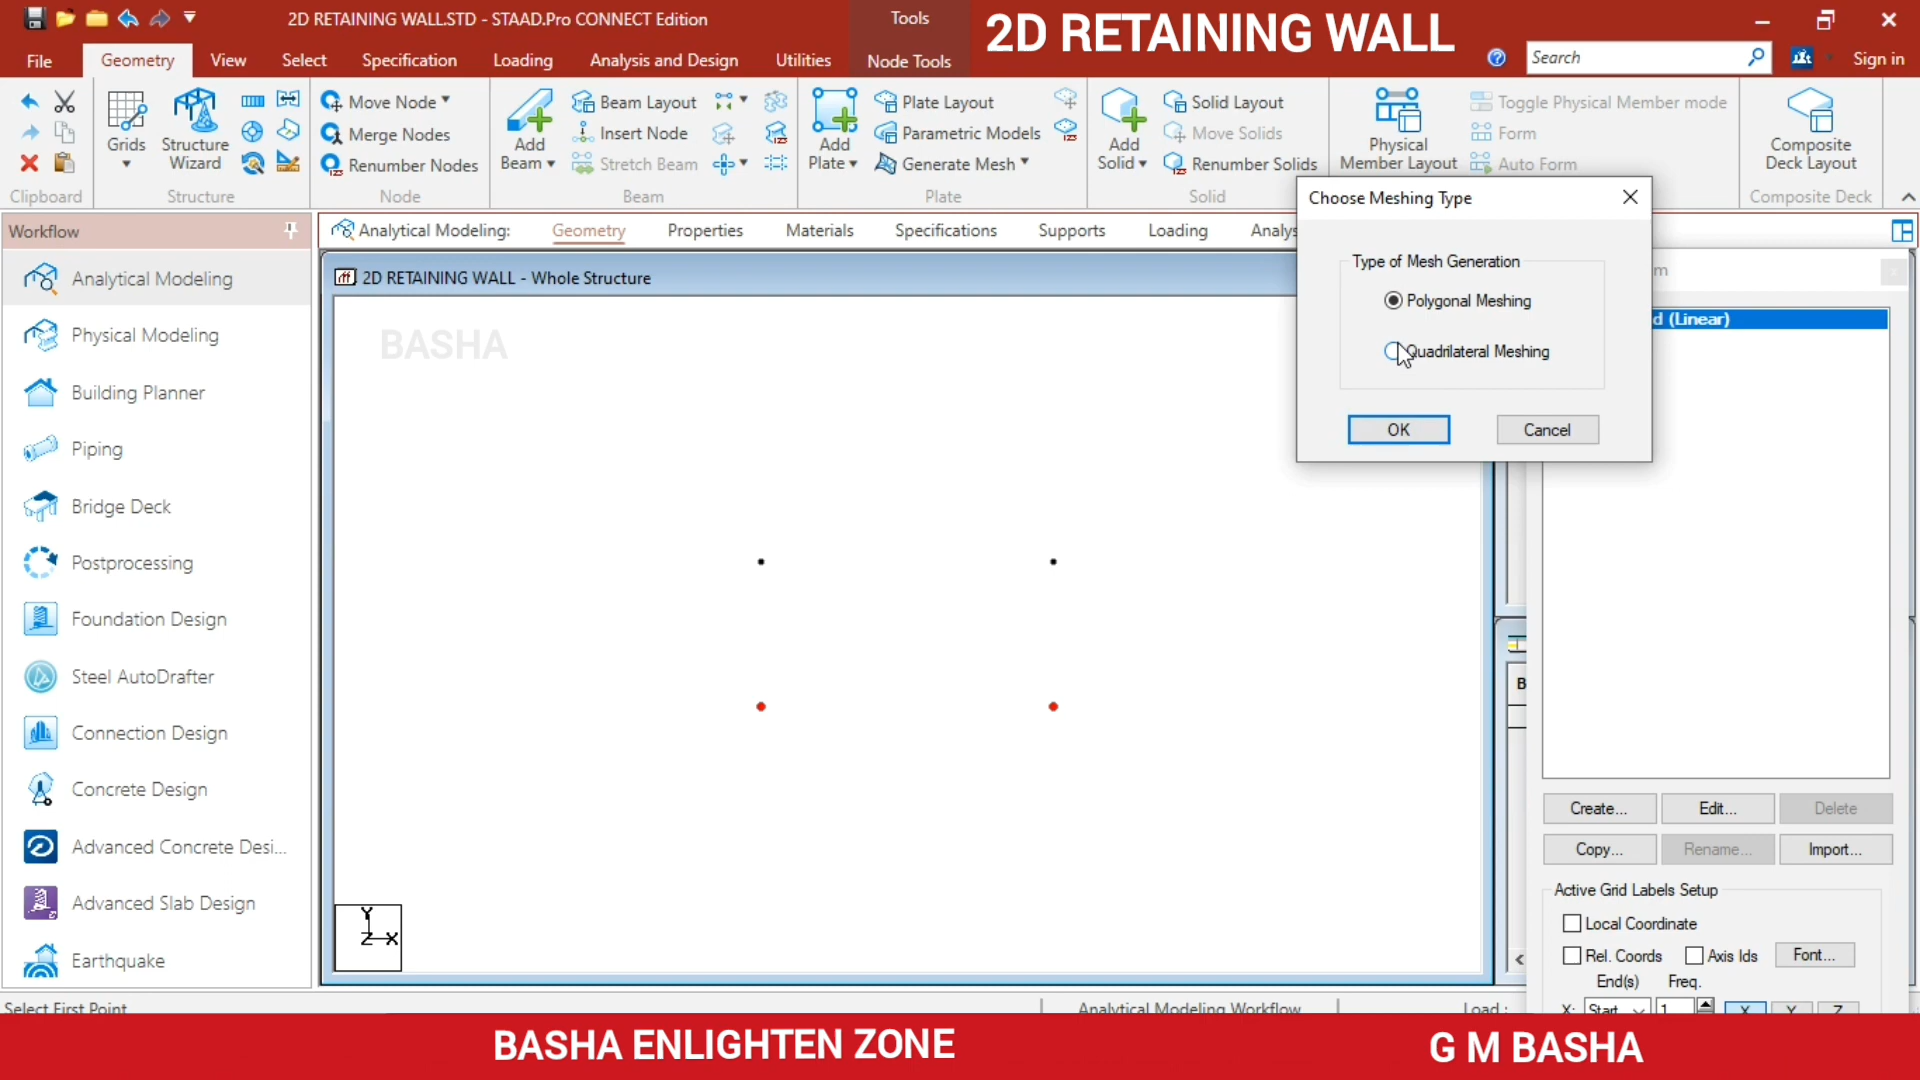 2D RETAINING WALL.STD - STAAD.Pro CONNECT Edition
Tools
2D RETAINING WALL
File
Geometry
View
Select
Specification
Loading
Analysis and Design
Utilities
Node Tools
Search
Sign in
Grids
Structure Wizard
Move Node
Merge Nodes
Renumber Nodes
Add Beam
Beam Layout
Insert Node
Stretch Beam
Add Plate
Plate Layout
Parametric Models
Generate Mesh
Add Solid
Solid Layout
Move Solids
Renumber Solids
Physical Member Layout
Toggle Physical Member mode
Form
Auto Form
Composite Deck Layout
Clipboard
Structure
Node
Beam
Plate
Solid
Composite Deck
Workflow
Analytical Modeling
Physical Modeling
Building Planner
Piping
Bridge Deck
Postprocessing
Foundation Design
Steel AutoDrafter
Connection Design
Concrete Design
Advanced Concrete Desi...
Advanced Slab Design
Earthquake
Analytical Modeling:
Geometry
Properties
Materials
Specifications
Supports
Loading
Analys
2D RETAINING WALL - Whole Structure
BASHA
Y
Z X
Choose Meshing Type
Type of Mesh Generation
Polygonal Meshing
Quadrilateral Meshing
OK
Cancel
m
d (Linear)
B
Create...
Edit...
Delete
Copy...
Rename...
Import...
Active Grid Labels Setup
Local Coordinate
Rel. Coords
Axis Ids
Font...
End(s)
Freq.
X: Start 1 X Y Z
Select First Point
Analytical Modeling Workflow
Load :
BASHA ENLIGHTEN ZONE
G M BASHA